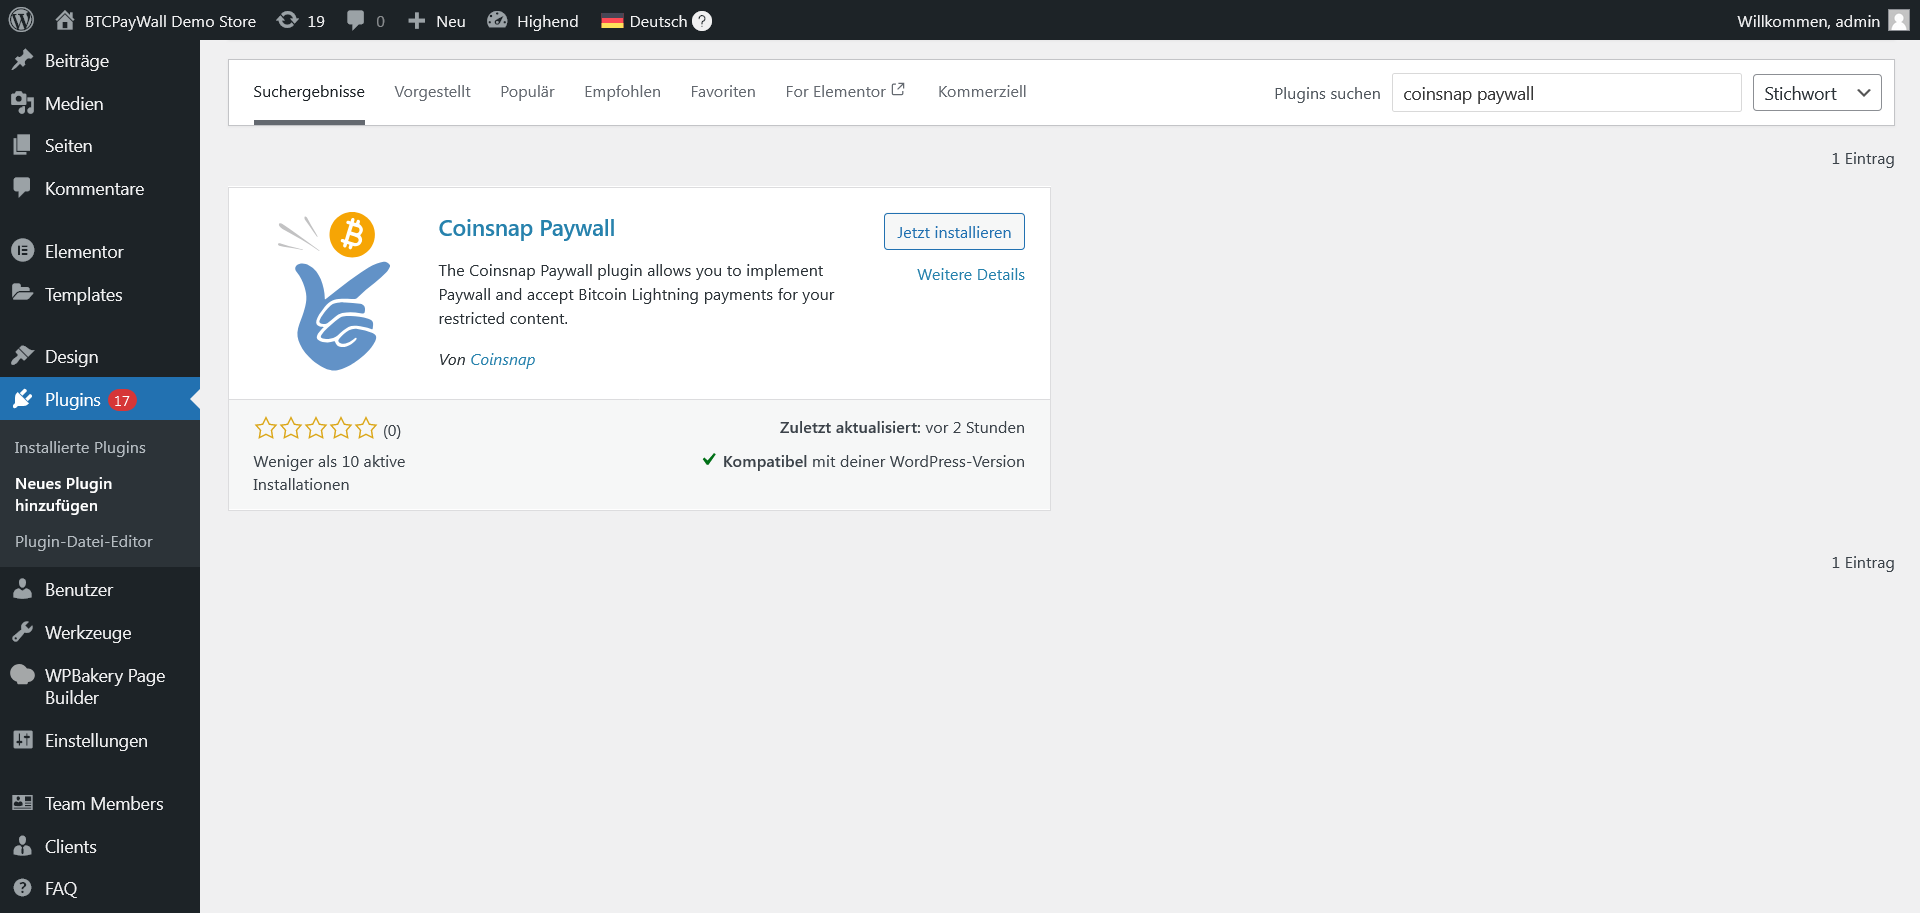 BTCPayWall Demo Store 19 0 Neu Highend Deutsch ? Willkommen, admin
Beiträge
Medien
Seiten
Kommentare
Elementor
Templates
Design
Plugins 17
Installierte Plugins
Neues Plugin
hinzufügen
Plugin-Datei-Editor
Benutzer
Werkzeuge
WPBakery Page
Builder
Einstellungen
Team Members
Clients
FAQ
Suchergebnisse Vorgestellt Populär Empfohlen Favoriten For Elementor Kommerziell Plugins suchen coinsnap paywall Stichwort
1 Eintrag
Coinsnap Paywall
Jetzt installieren
Weitere Details
The Coinsnap Paywall plugin allows you to implement
Paywall and accept Bitcoin Lightning payments for your
restricted content.
Von Coinsnap
(0)
Weniger als 10 aktive
Installationen
Zuletzt aktualisiert: vor 2 Stunden
Kompatibel mit deiner WordPress-Version
1 Eintrag